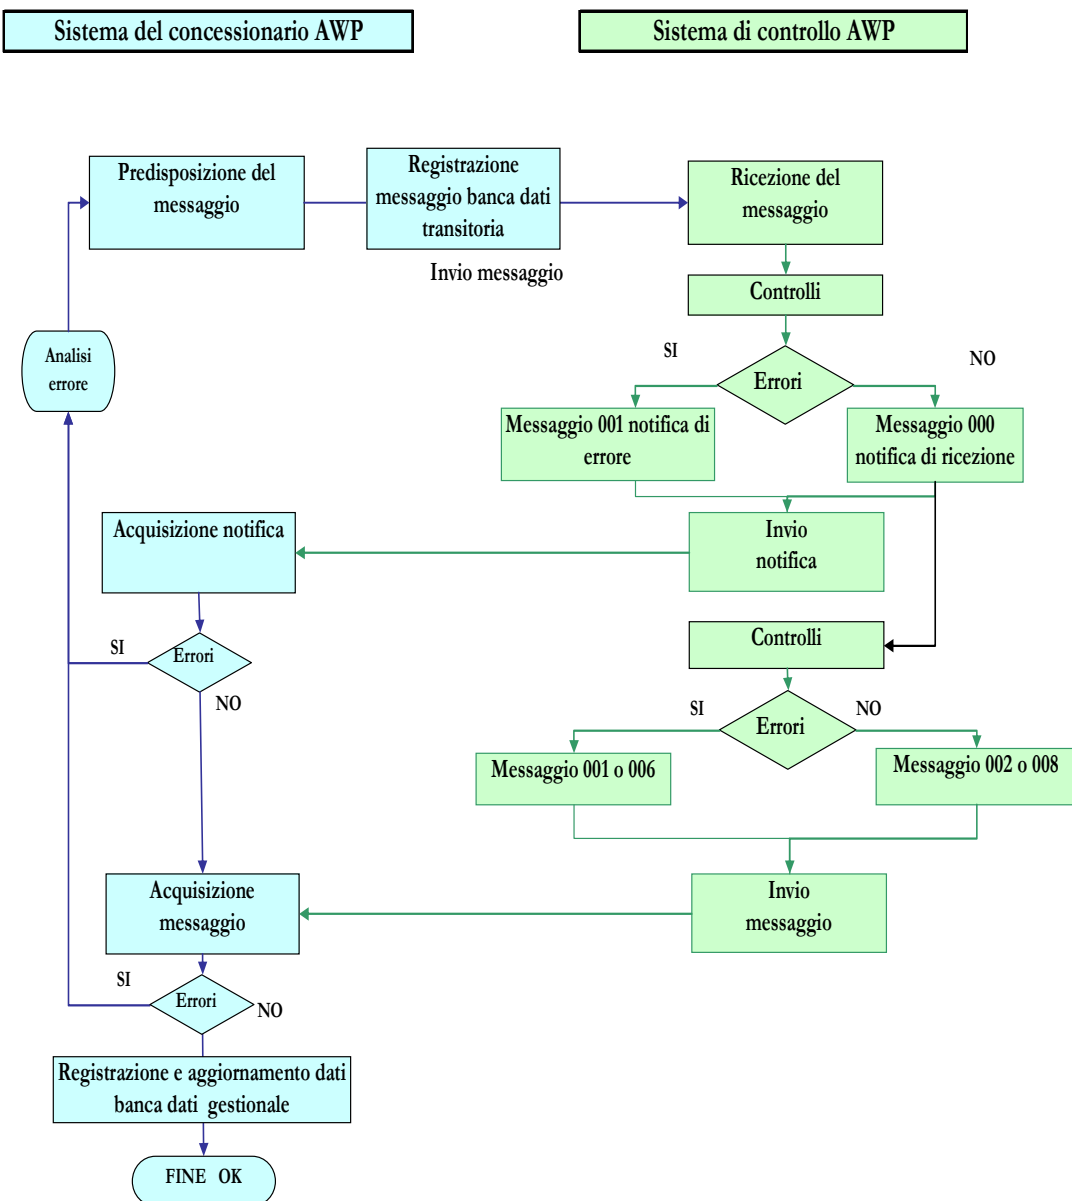 Sistema del concessionario AWP
Sistema di controllo AWP
Predisposizione del
messaggio
Registrazione
messaggio banca dati
transitoria
Ricezione del
messaggio
Invio messaggio
Controlli
Analisi
errore
SI
Errori
NO
Messaggio 001 notifica di
errore
Messaggio 000
notifica di ricezione
Acquisizione notifica
Invio
notifica
SI
Errori
NO
Controlli
SI
Errori
NO
Messaggio 001 o 006
Messaggio 002 o 008
Acquisizione
messaggio
Invio
messaggio
SI
Errori
NO
Registrazione e aggiornamento dati
banca dati gestionale
FINE OK